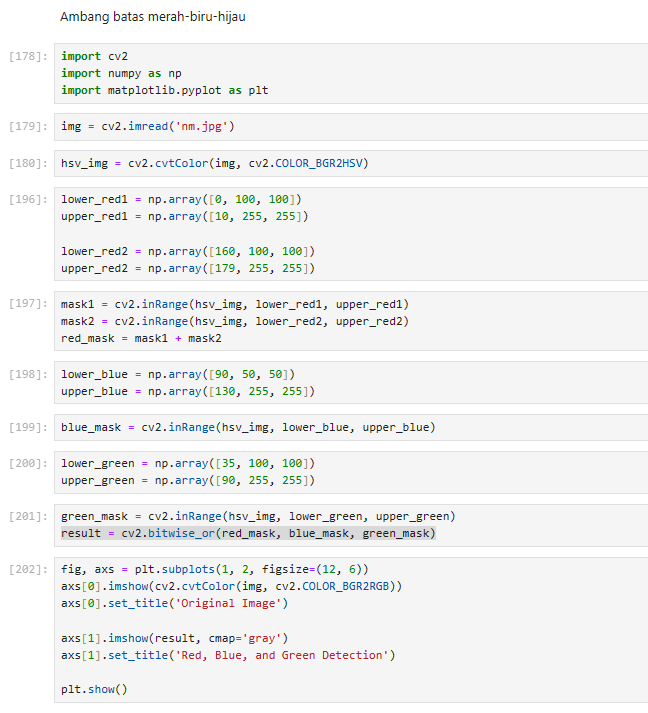 Ambang batas merah-biru-hijau
[178]: import cv2
import numpy as np
import matplotlib.pyplot as plt
[179]: img = cv2.imread('nm.jpg')
[180]: hsv_img = cv2.cvtColor(img, cv2.COLOR_BGR2HSV)
[196]: lower_red1 = np.array([0, 100, 100])
upper_red1 = np.array([10, 255, 255])
lower_red2 = np.array([160, 100, 100])
upper_red2 = np.array([179, 255, 255])
[197]: mask1 = cv2.inRange(hsv_img, lower_red1, upper_red1)
mask2 = cv2.inRange(hsv_img, lower_red2, upper_red2)
red_mask = mask1 + mask2
[198]: lower_blue = np.array([90, 50, 50])
upper_blue = np.array([130, 255, 255])
[199]: blue_mask = cv2.inRange(hsv_img, lower_blue, upper_blue)
[200]: lower_green = np.array([35, 100, 100])
upper_green = np.array([90, 255, 255])
[201]: green_mask = cv2.inRange(hsv_img, lower_green, upper_green)
result = cv2.bitwise_or(red_mask, blue_mask, green_mask)
[202]: fig, axs = plt.subplots(1, 2, figsize=(12, 6))
axs[0].imshow(cv2.cvtColor(img, cv2.COLOR_BGR2RGB))
axs[0].set_title('Original Image')
axs[1].imshow(result, cmap='gray')
axs[1].set_title('Red, Blue, and Green Detection')
plt.show()